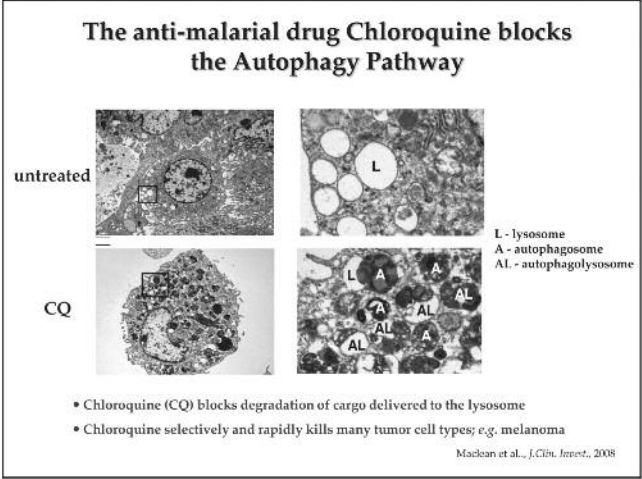 The anti-malarial drug Chloroquine blocks
the Autophagy Pathway
untreated
L
L - lysosome
A - autophagosome
AL - autophagolysosome
CQ
L
A
A
AL
A
AL
AL
A
AL
• Chloroquine (CQ) blocks degradation of cargo delivered to the lysosome
• Chloroquine selectively and rapidly kills many tumor cell types; e.g. melanoma
Maclean et al.., J.Clin. Invest., 2008